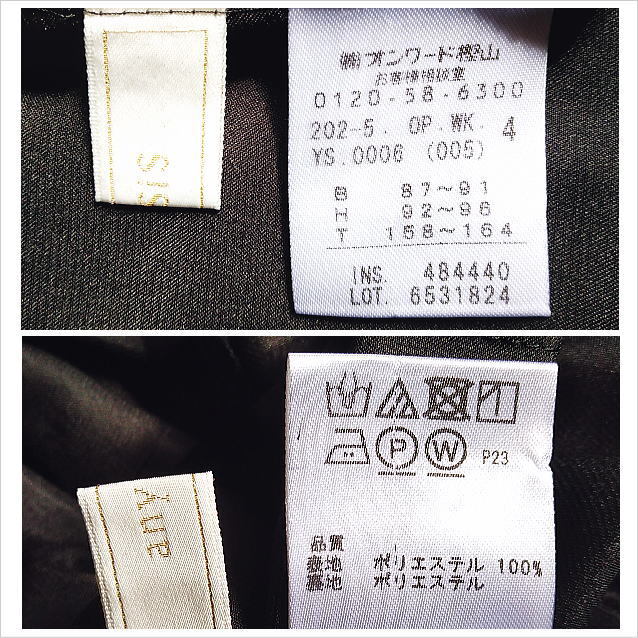 SIS
㈱オンワード樫山
お客様相談室
0120-58-6300
202-5. OP.WK. 4
YS.0006 (005)
B 87～91
H 92～96
T 158～164
INS. 484440
LOT. 6531824
P W P23
品質
表地 ポリエステル 100%
裏地 ポリエステル